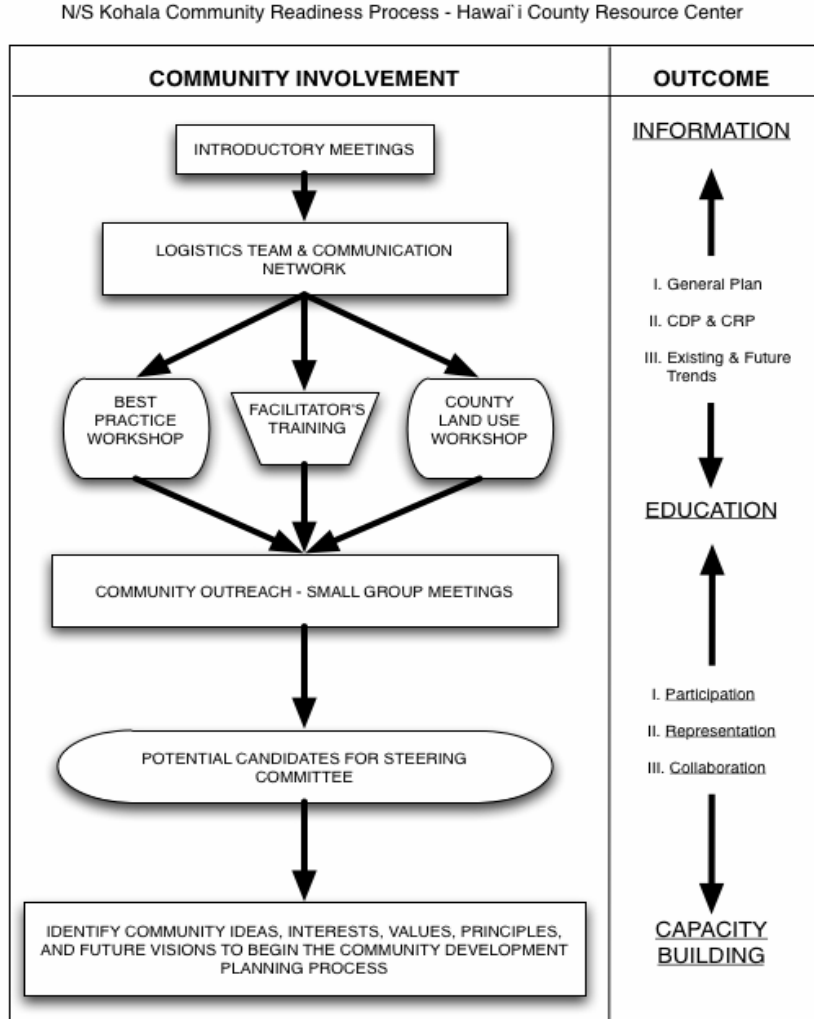 N/S Kohala Community Readiness Process - Hawai`i County Resource Center
COMMUNITY INVOLVEMENT
INTRODUCTORY MEETINGS
LOGISTICS TEAM & COMMUNICATION
NETWORK
BEST
PRACTICE
WORKSHOP
FACILITATOR'S
TRAINING
COUNTY
LAND USE
WORKSHOP
COMMUNITY OUTREACH - SMALL GROUP MEETINGS
POTENTIAL CANDIDATES FOR STEERING
COMMITTEE
IDENTIFY COMMUNITY IDEAS, INTERESTS, VALUES, PRINCIPLES,
AND FUTURE VISIONS TO BEGIN THE COMMUNITY DEVELOPMENT
PLANNING PROCESS
OUTCOME
INFORMATION
I. General Plan
II. CDP & CRP
III. Existing & Future
Trends
EDUCATION
I. Participation
II. Representation
III. Collaboration
CAPACITY
BUILDING